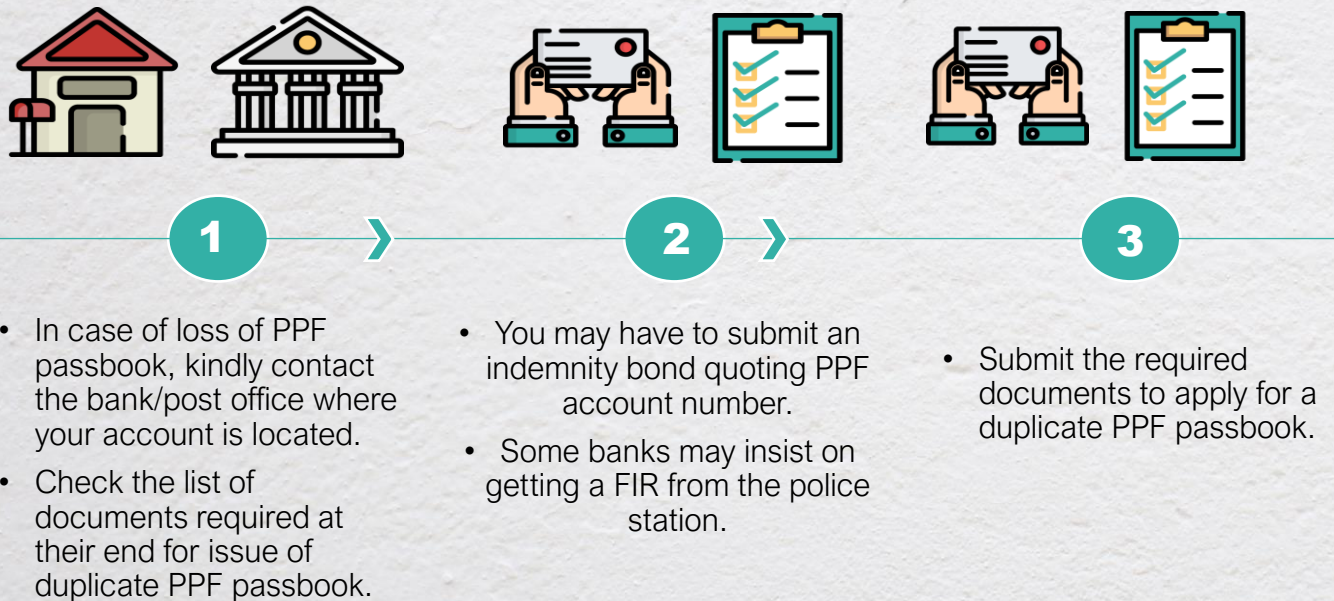 1
• In case of loss of PPF
passbook, kindly contact
the bank/post office where
your account is located.
• Check the list of
documents required at
their end for issue of
duplicate PPF passbook.
2
• You may have to submit an
indemnity bond quoting PPF
account number.
• Some banks may insist on
getting a FIR from the police
station.
3
• Submit the required
documents to apply for a
duplicate PPF passbook.